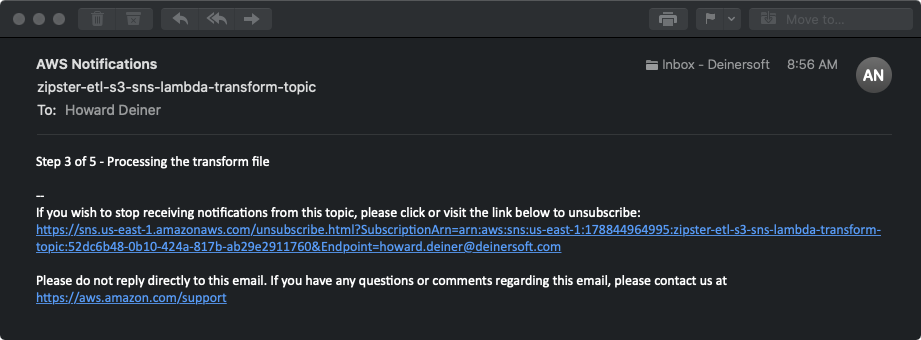 Move to...
AWS Notifications
Inbox - Deinersoft
8:56 AM
AN
zipster-etl-s3-sns-lambda-transform-topic
To: Howard Deiner
Step 3 of 5 - Processing the transform file
--
If you wish to stop receiving notifications from this topic, please click or visit the link below to unsubscribe:
https://sns.us-east-1.amazonaws.com/unsubscribe.html?SubscriptionArn=arn:aws:sns:us-east-1:178844964995:zipster-etl-s3-sns-lambda-transform-
topic:52dc6b48-0b10-424a-817b-ab29e2911760&Endpoint=howard.deiner@deinersoft.com
Please do not reply directly to this email. If you have any questions or comments regarding this email, please contact us at
https://aws.amazon.com/support